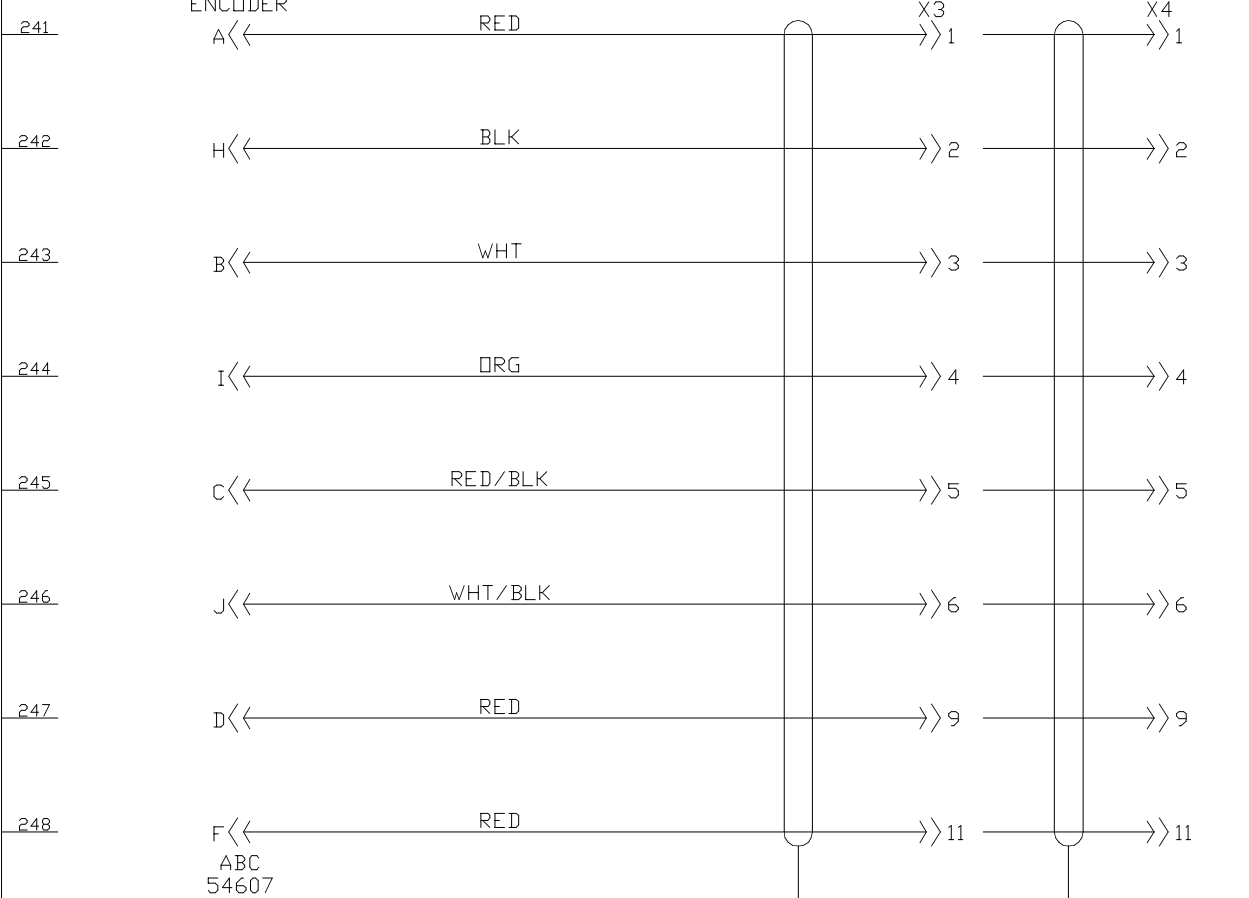 ENCODER X3 X4
241 A RED 1 1
242 H BLK 2 2
243 B WHT 3 3
244 I ORG 4 4
245 C RED/BLK 5 5
246 J WHT/BLK 6 6
247 D RED 9 9
248 F RED 11 11
ABC
54607